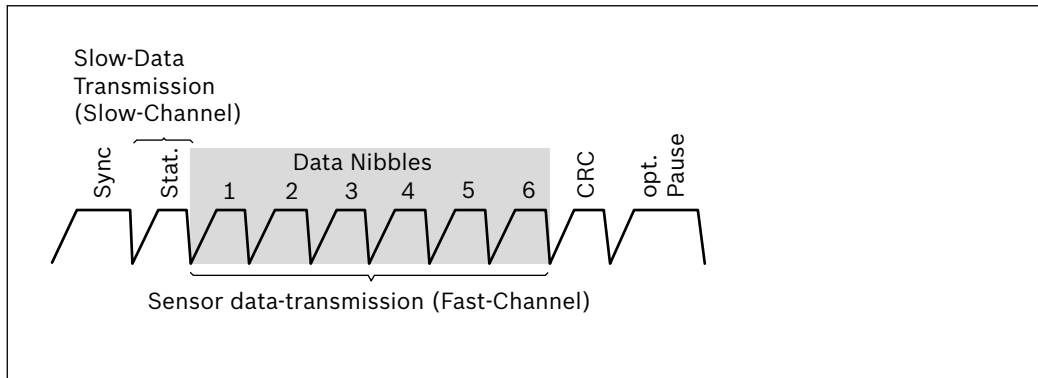 Slow-Data
Transmission
(Slow-Channel)
Sync
Stat.
Data Nibbles
1 2 3 4 5 6
CRC
opt.
Pause
Sensor data-transmission (Fast-Channel)